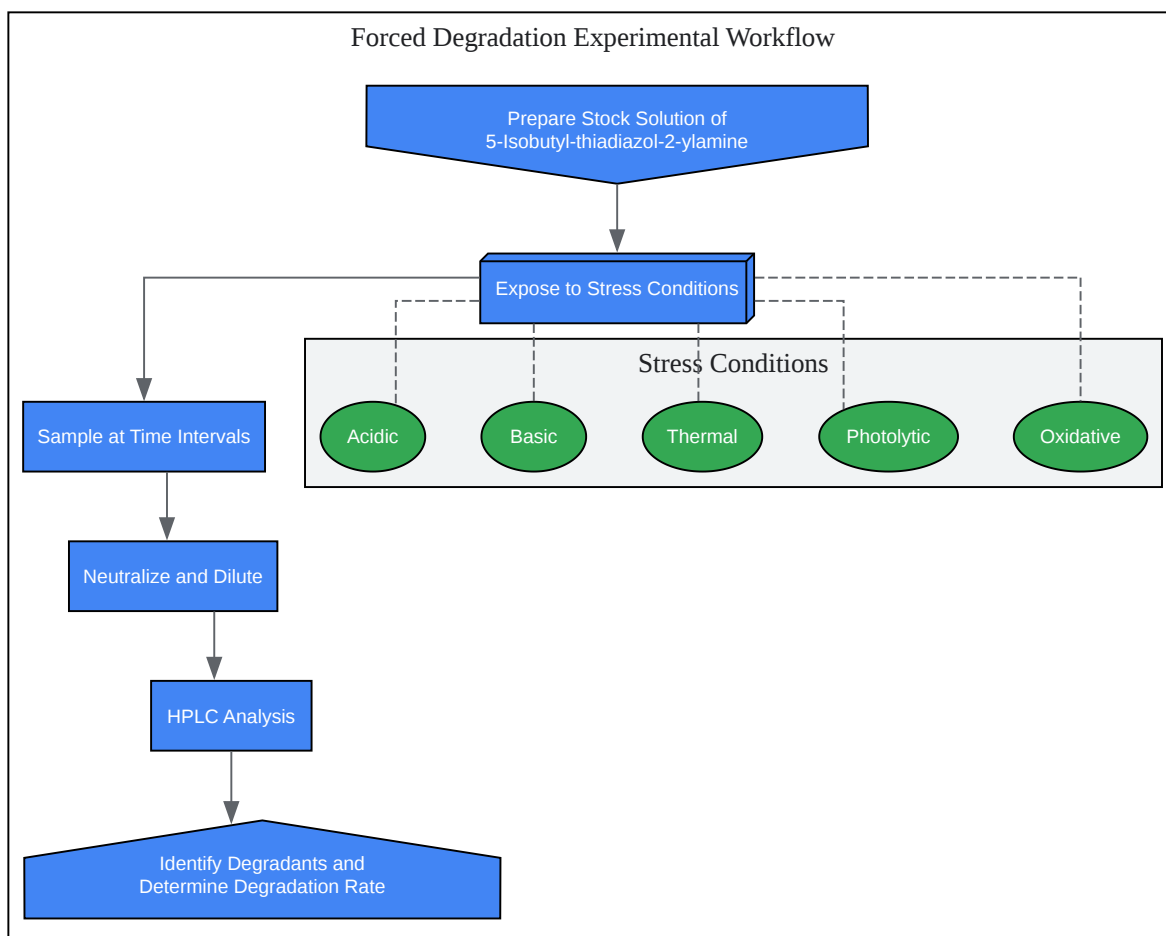 Forced Degradation Experimental Workflow
Prepare Stock Solution of
5-Isobutyl-thiadiazol-2-ylamine
Expose to Stress Conditions
Stress Conditions
Sample at Time Intervals
Acidic
Basic
Thermal
Photolytic
Oxidative
Neutralize and Dilute
HPLC Analysis
Identify Degradants and
Determine Degradation Rate